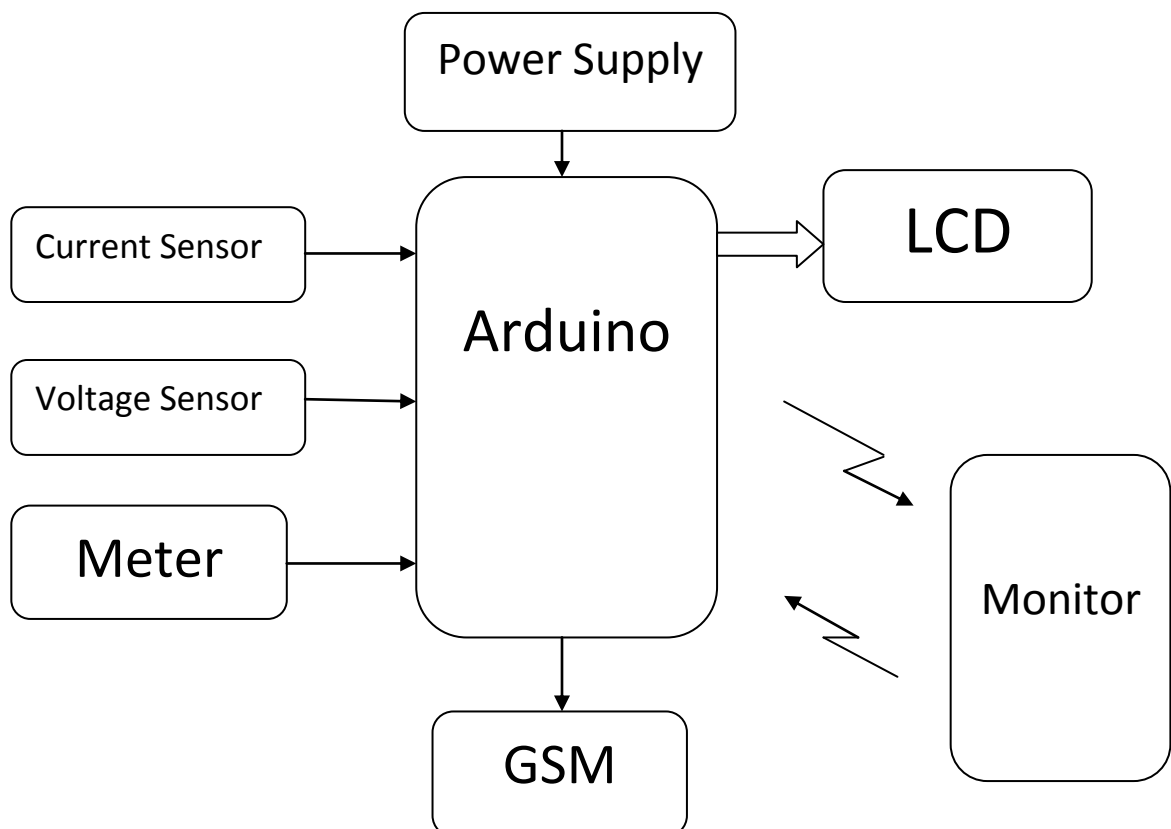 Power Supply
Current Sensor
LCD
Arduino
Voltage Sensor
Meter
Monitor
GSM